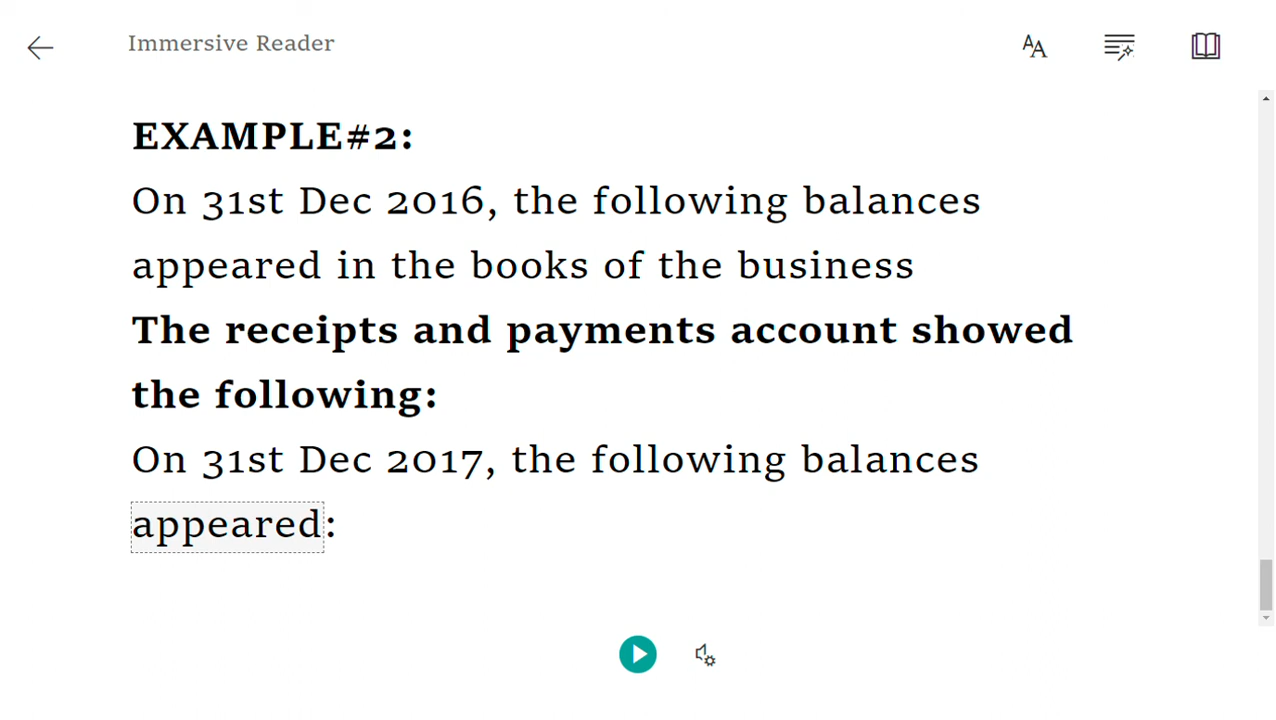 Immersive Reader
EXAMPLE#2:
On 31st Dec 2016, the following balances
appeared in the books of the business
The receipts and payments account showed
the following:
On 31st Dec 2017, the following balances
appeared: